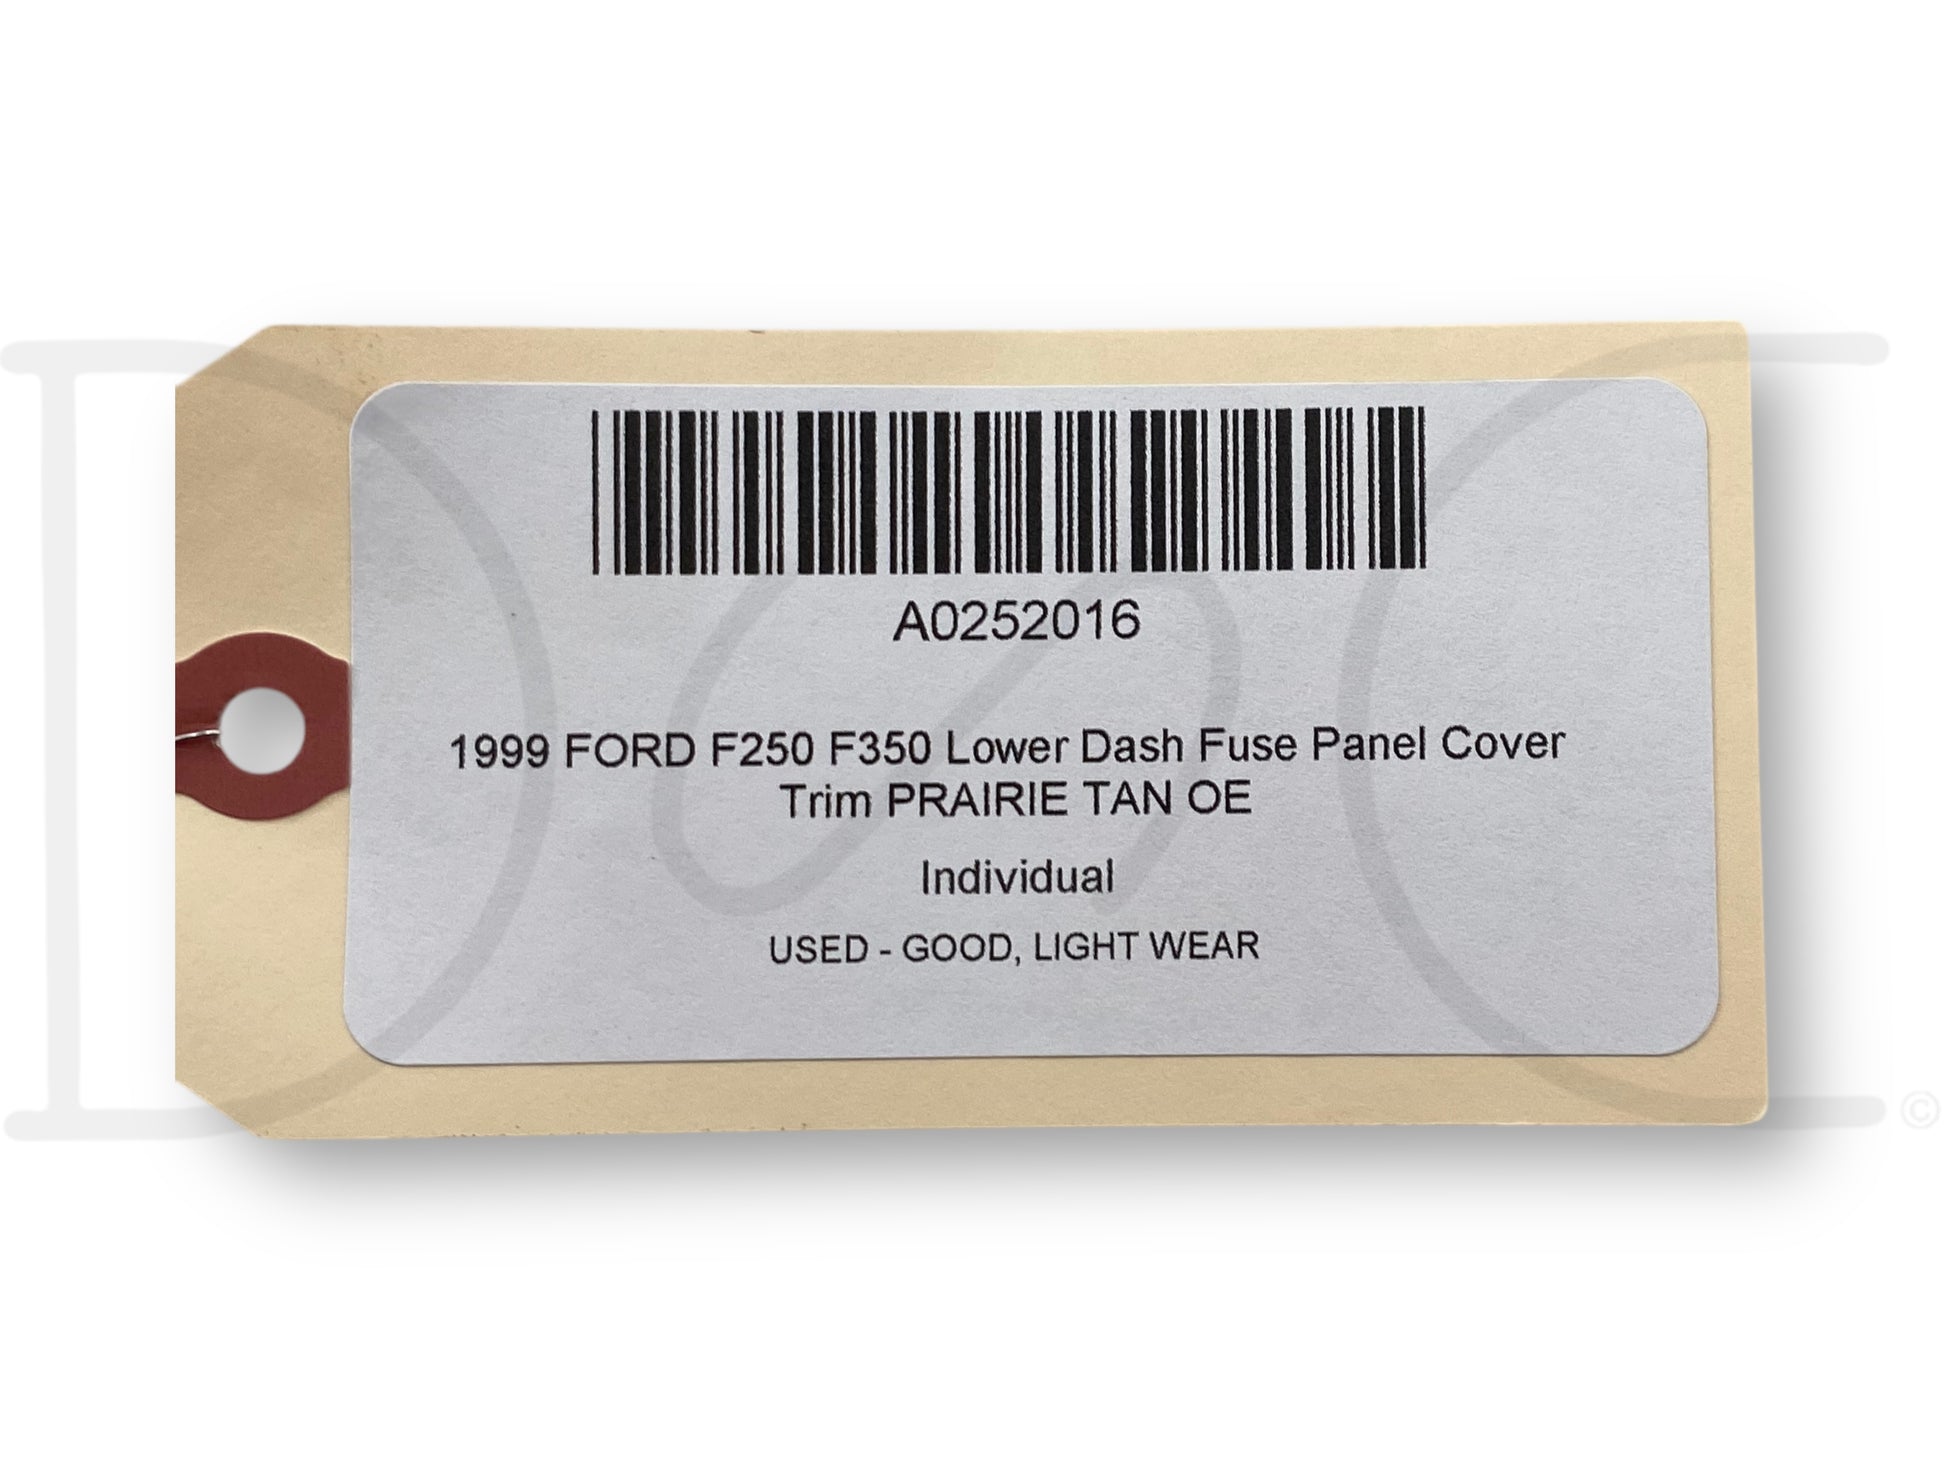 A0252016
1999 FORD F250 F350 Lower Dash Fuse Panel Cover
Trim PRAIRIE TAN OE
Individual
USED - GOOD, LIGHT WEAR
©